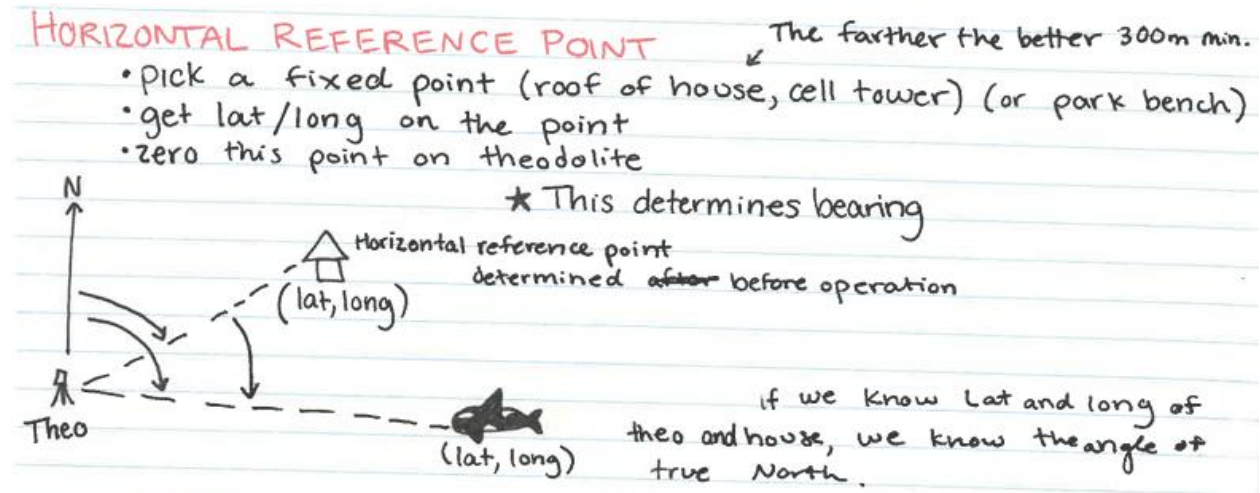 HORIZONTAL REFERENCE POINT
The farther the better 300m min.
• pick a fixed point (roof of house, cell tower) (or park bench)
• get lat/long on the point
• zero this point on theodolite
★ This determines bearing
N
Horizontal reference point
determined after before operation
(lat, long)
Theo
(lat, long)
if we know Lat and long of
theo and house, we know the angle of
true North.